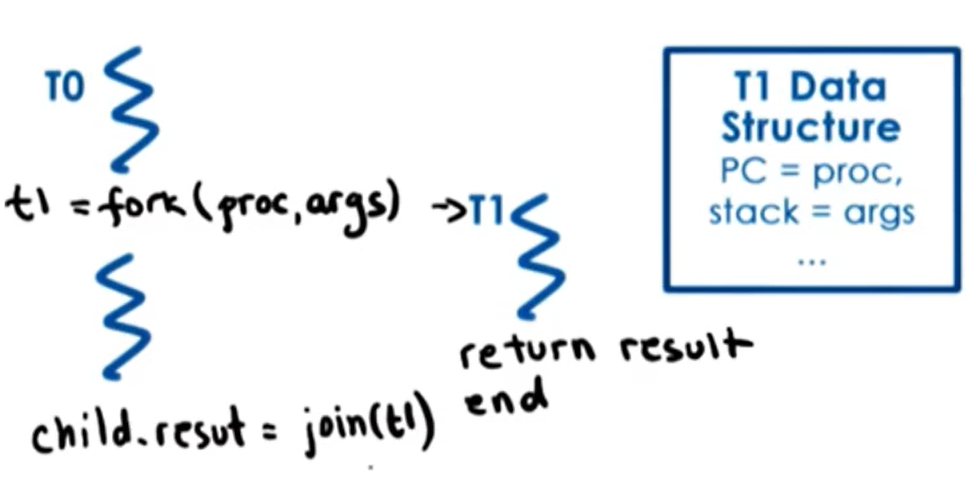 T0
t1 = fork(proc, args) → T1
return result
end
child.resut = join(t1)
T1 Data
Structure
PC = proc,
stack = args
...